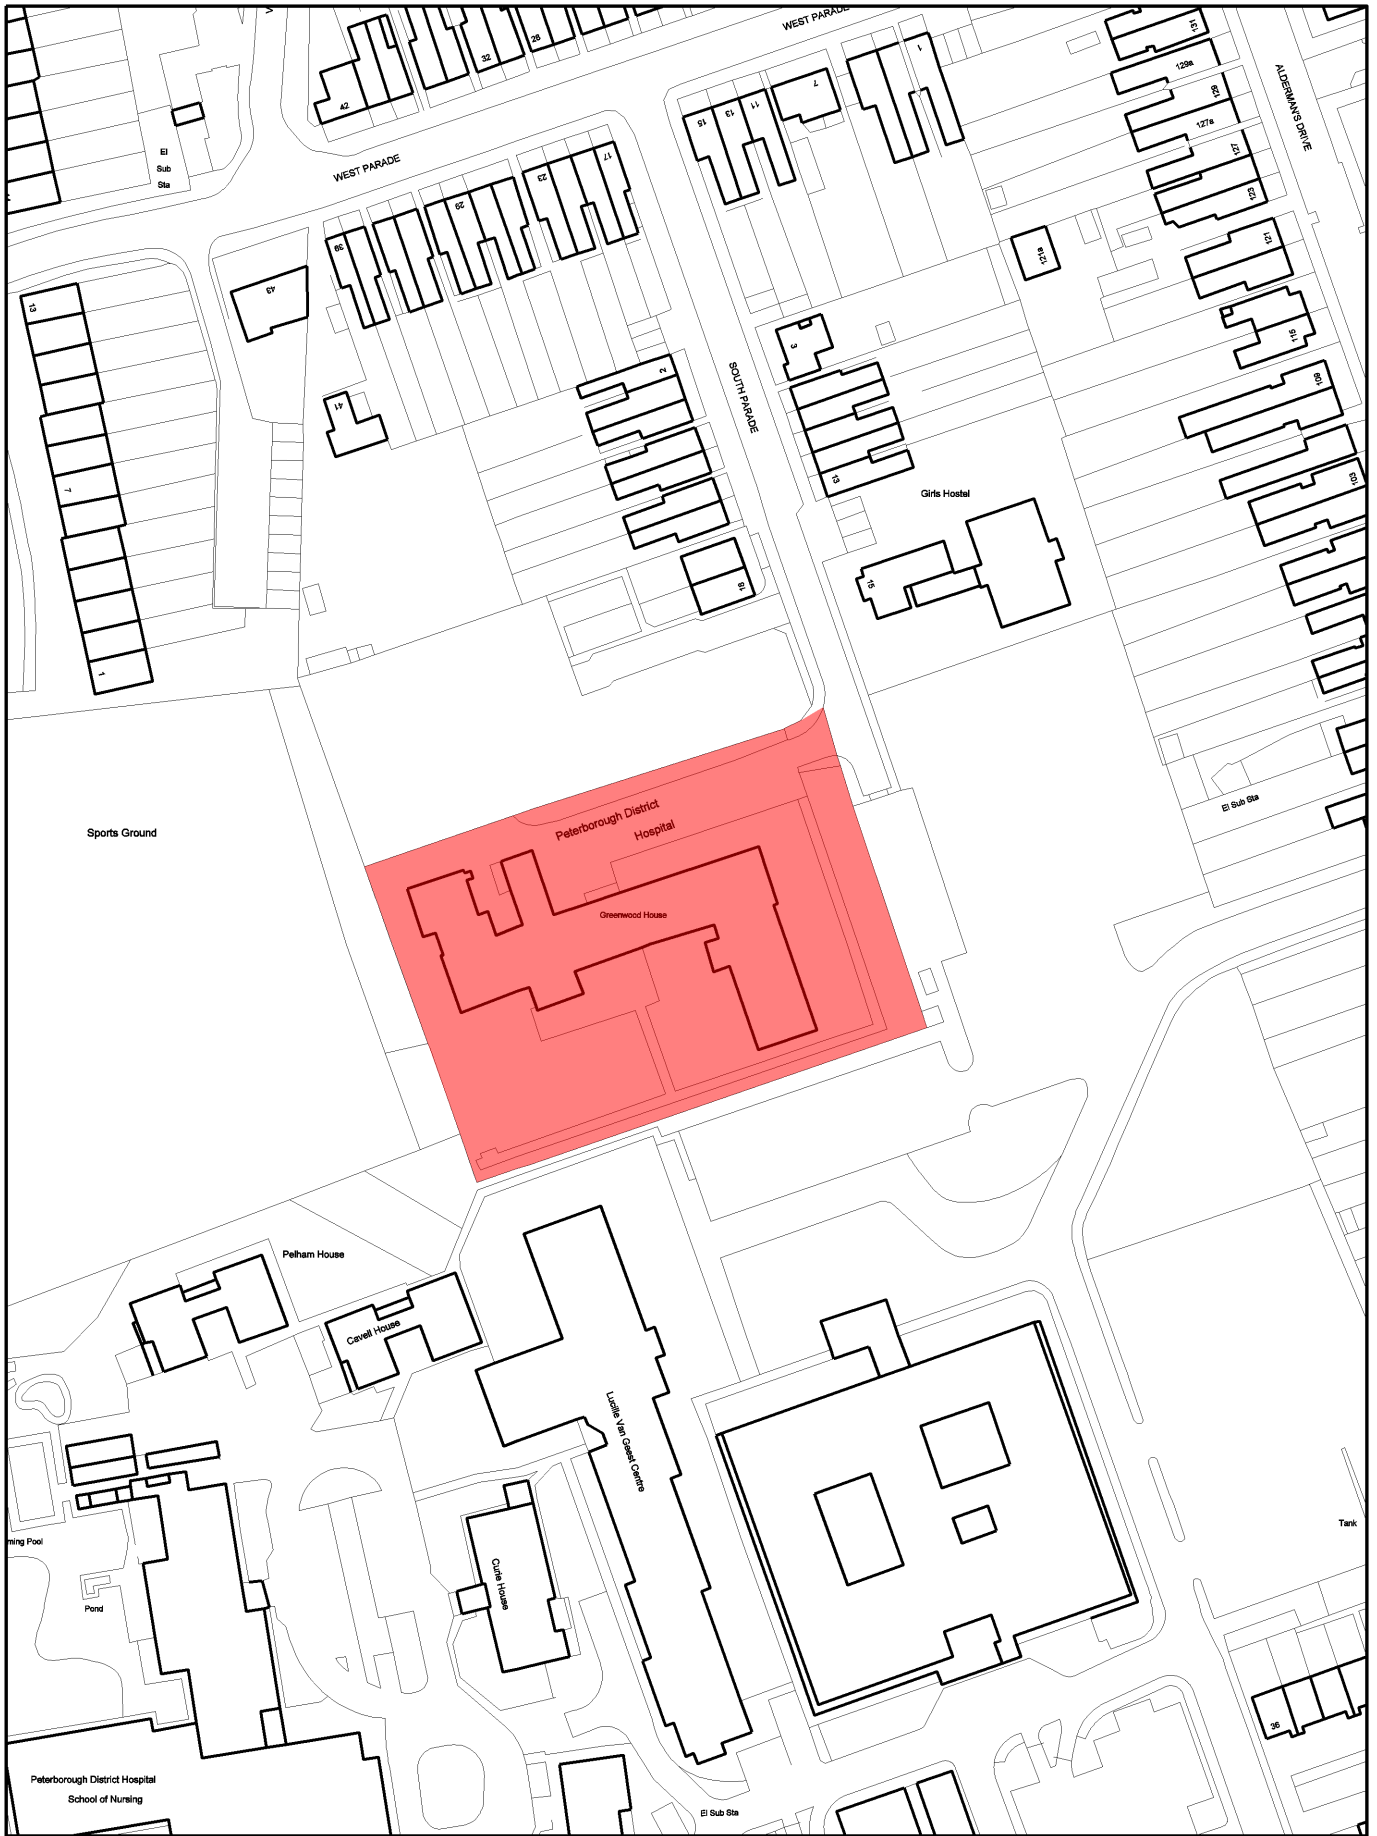 WEST PARADE
131
1
32
28
129a
42
7
ALDERMAN'S DRIVE
129
11
13
15
127a
El
Sub
Sta
WEST PARADE
17
127
23
123
29
39
121
121a
43
13
115
3
2
SOUTH PARADE
109
41
13
103
7
Girls Hostel
15
18
1
El Sub Sta
Sports Ground
Peterborough District
Hospital
Greenwood House
Pelham House
Cavell House
Lucille Van Geest Centre
Tank
ming Pool
Curie House
Pond
36
Peterborough District Hospital
School of Nursing
El Sub Sta